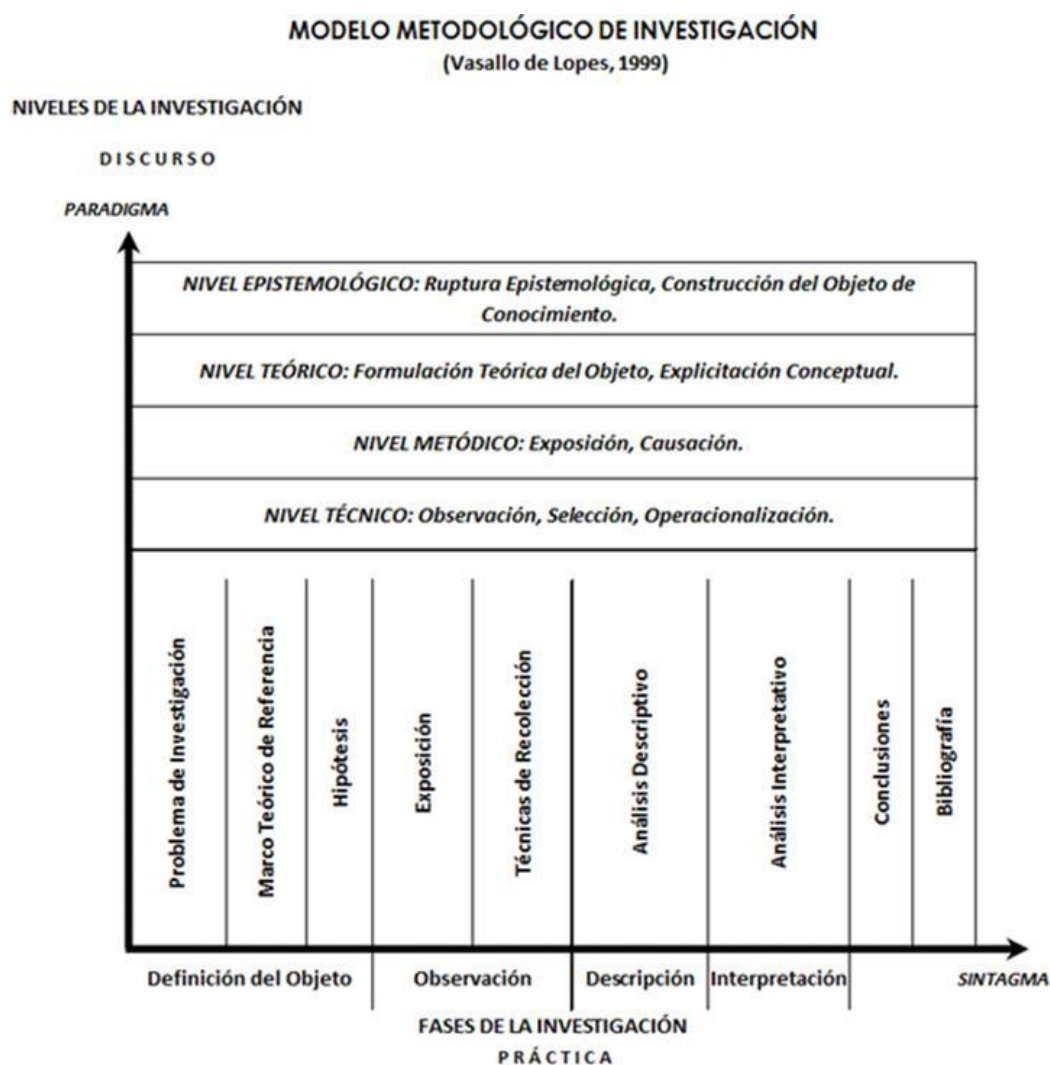 MODELO METODOLÓGICO DE INVESTIGACIÓN
(Vasallo de Lopes, 1999)
NIVELES DE LA INVESTIGACIÓN
DISCURSO
PARADIGMA
NIVEL EPISTEMOLÓGICO: Ruptura Epistemológica, Construcción del Objeto de
Conocimiento.
NIVEL TEÓRICO: Formulación Teórica del Objeto, Explicitación Conceptual.
NIVEL METÓDICO: Exposición, Causación.
NIVEL TÉCNICO: Observación, Selección, Operacionalización.
Problema de Investigación
Marco Teórico de Referencia
Hipótesis
Exposición
Técnicas de Recolección
Análisis Descriptivo
Análisis Interpretativo
Conclusiones
Bibliografía
Definición del Objeto
Observación
Descripción
Interpretación
SINTAGMA
FASES DE LA INVESTIGACIÓN
PRÁCTICA